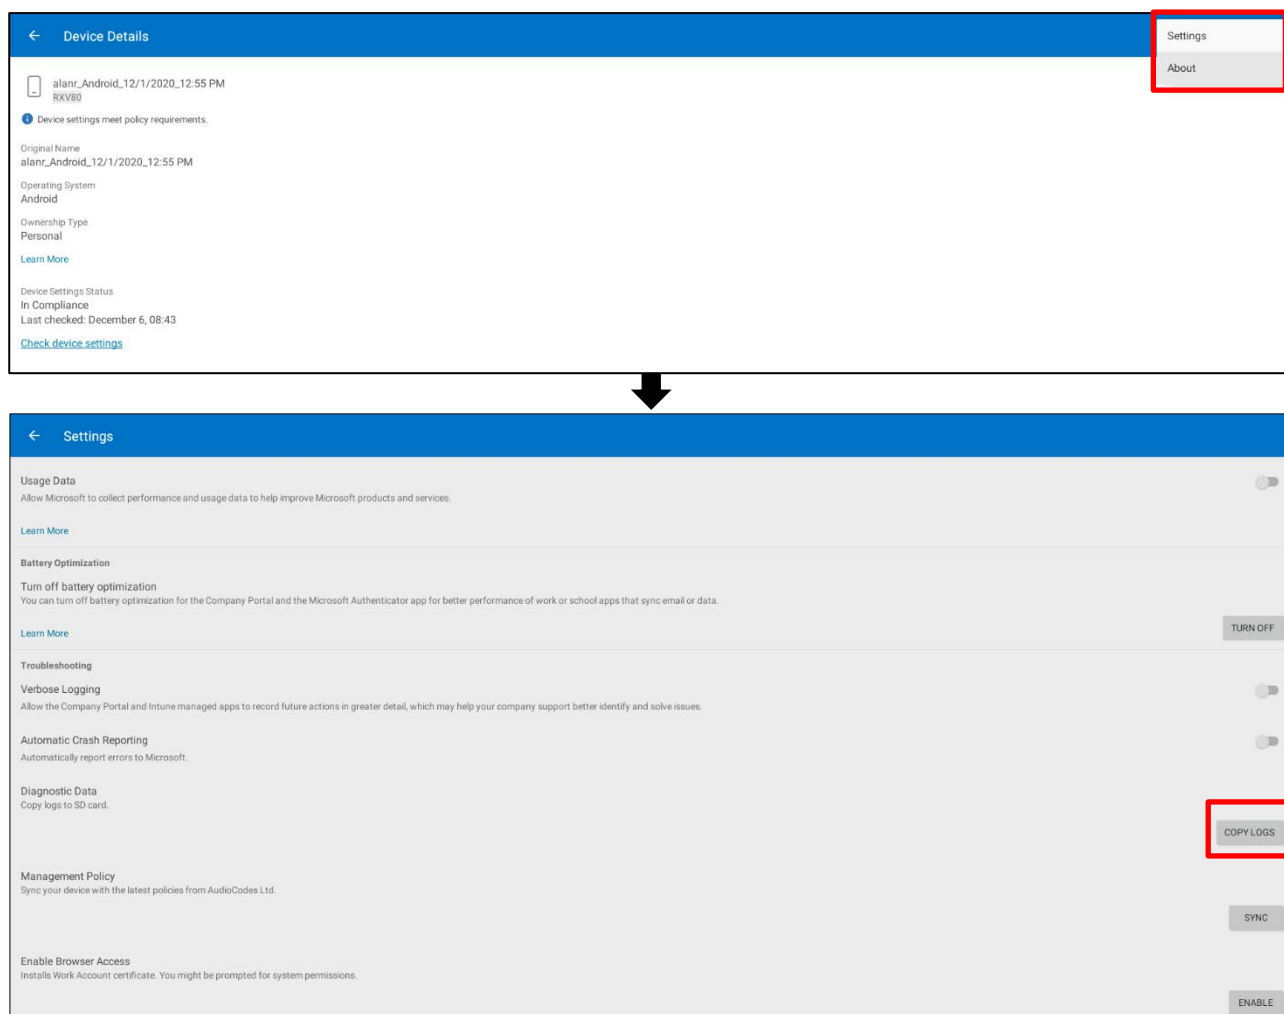 Device Details
Settings
About
alanr_Android_12/1/2020_12:55 PM
RXV80
Device settings meet policy requirements.
Original Name
alanr_Android_12/1/2020_12:55 PM
Operating System
Android
Ownership Type
Personal
Learn More
Device Settings Status
In Compliance
Last checked: December 6, 08:43
Check device settings
Settings
Usage Data
Allow Microsoft to collect performance and usage data to help improve Microsoft products and services.
Learn More
Battery Optimization
Turn off battery optimization
You can turn off battery optimization for the Company Portal and the Microsoft Authenticator app for better performance of work or school apps that sync email or data.
TURN OFF
Learn More
Troubleshooting
Verbose Logging
Allow the Company Portal and Intune managed apps to record future actions in greater detail, which may help your company support better identify and solve issues.
Automatic Crash Reporting
Automatically report errors to Microsoft.
Diagnostic Data
Copy logs to SD card.
COPY LOGS
Management Policy
Sync your device with the latest policies from AudioCodes Ltd.
SYNC
Enable Browser Access
Installs Work Account certificate. You might be prompted for system permissions.
ENABLE